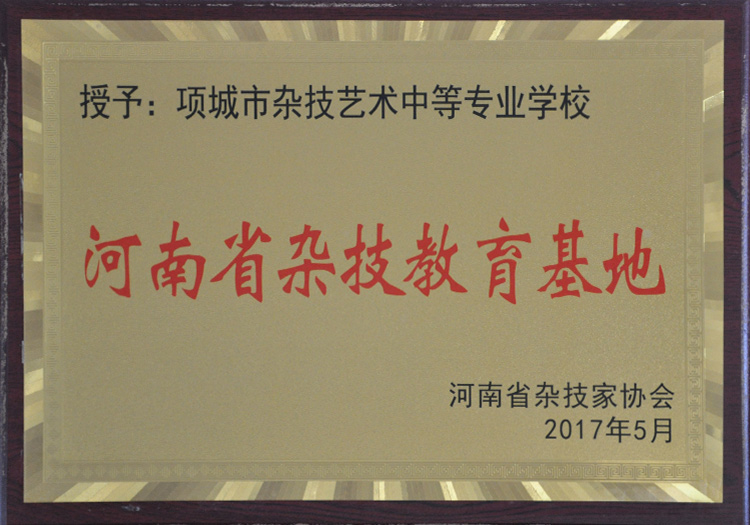 授予：项城市杂技艺术中等专业学校
河南省杂技教育基地
河南省杂技家协会
2017年5月